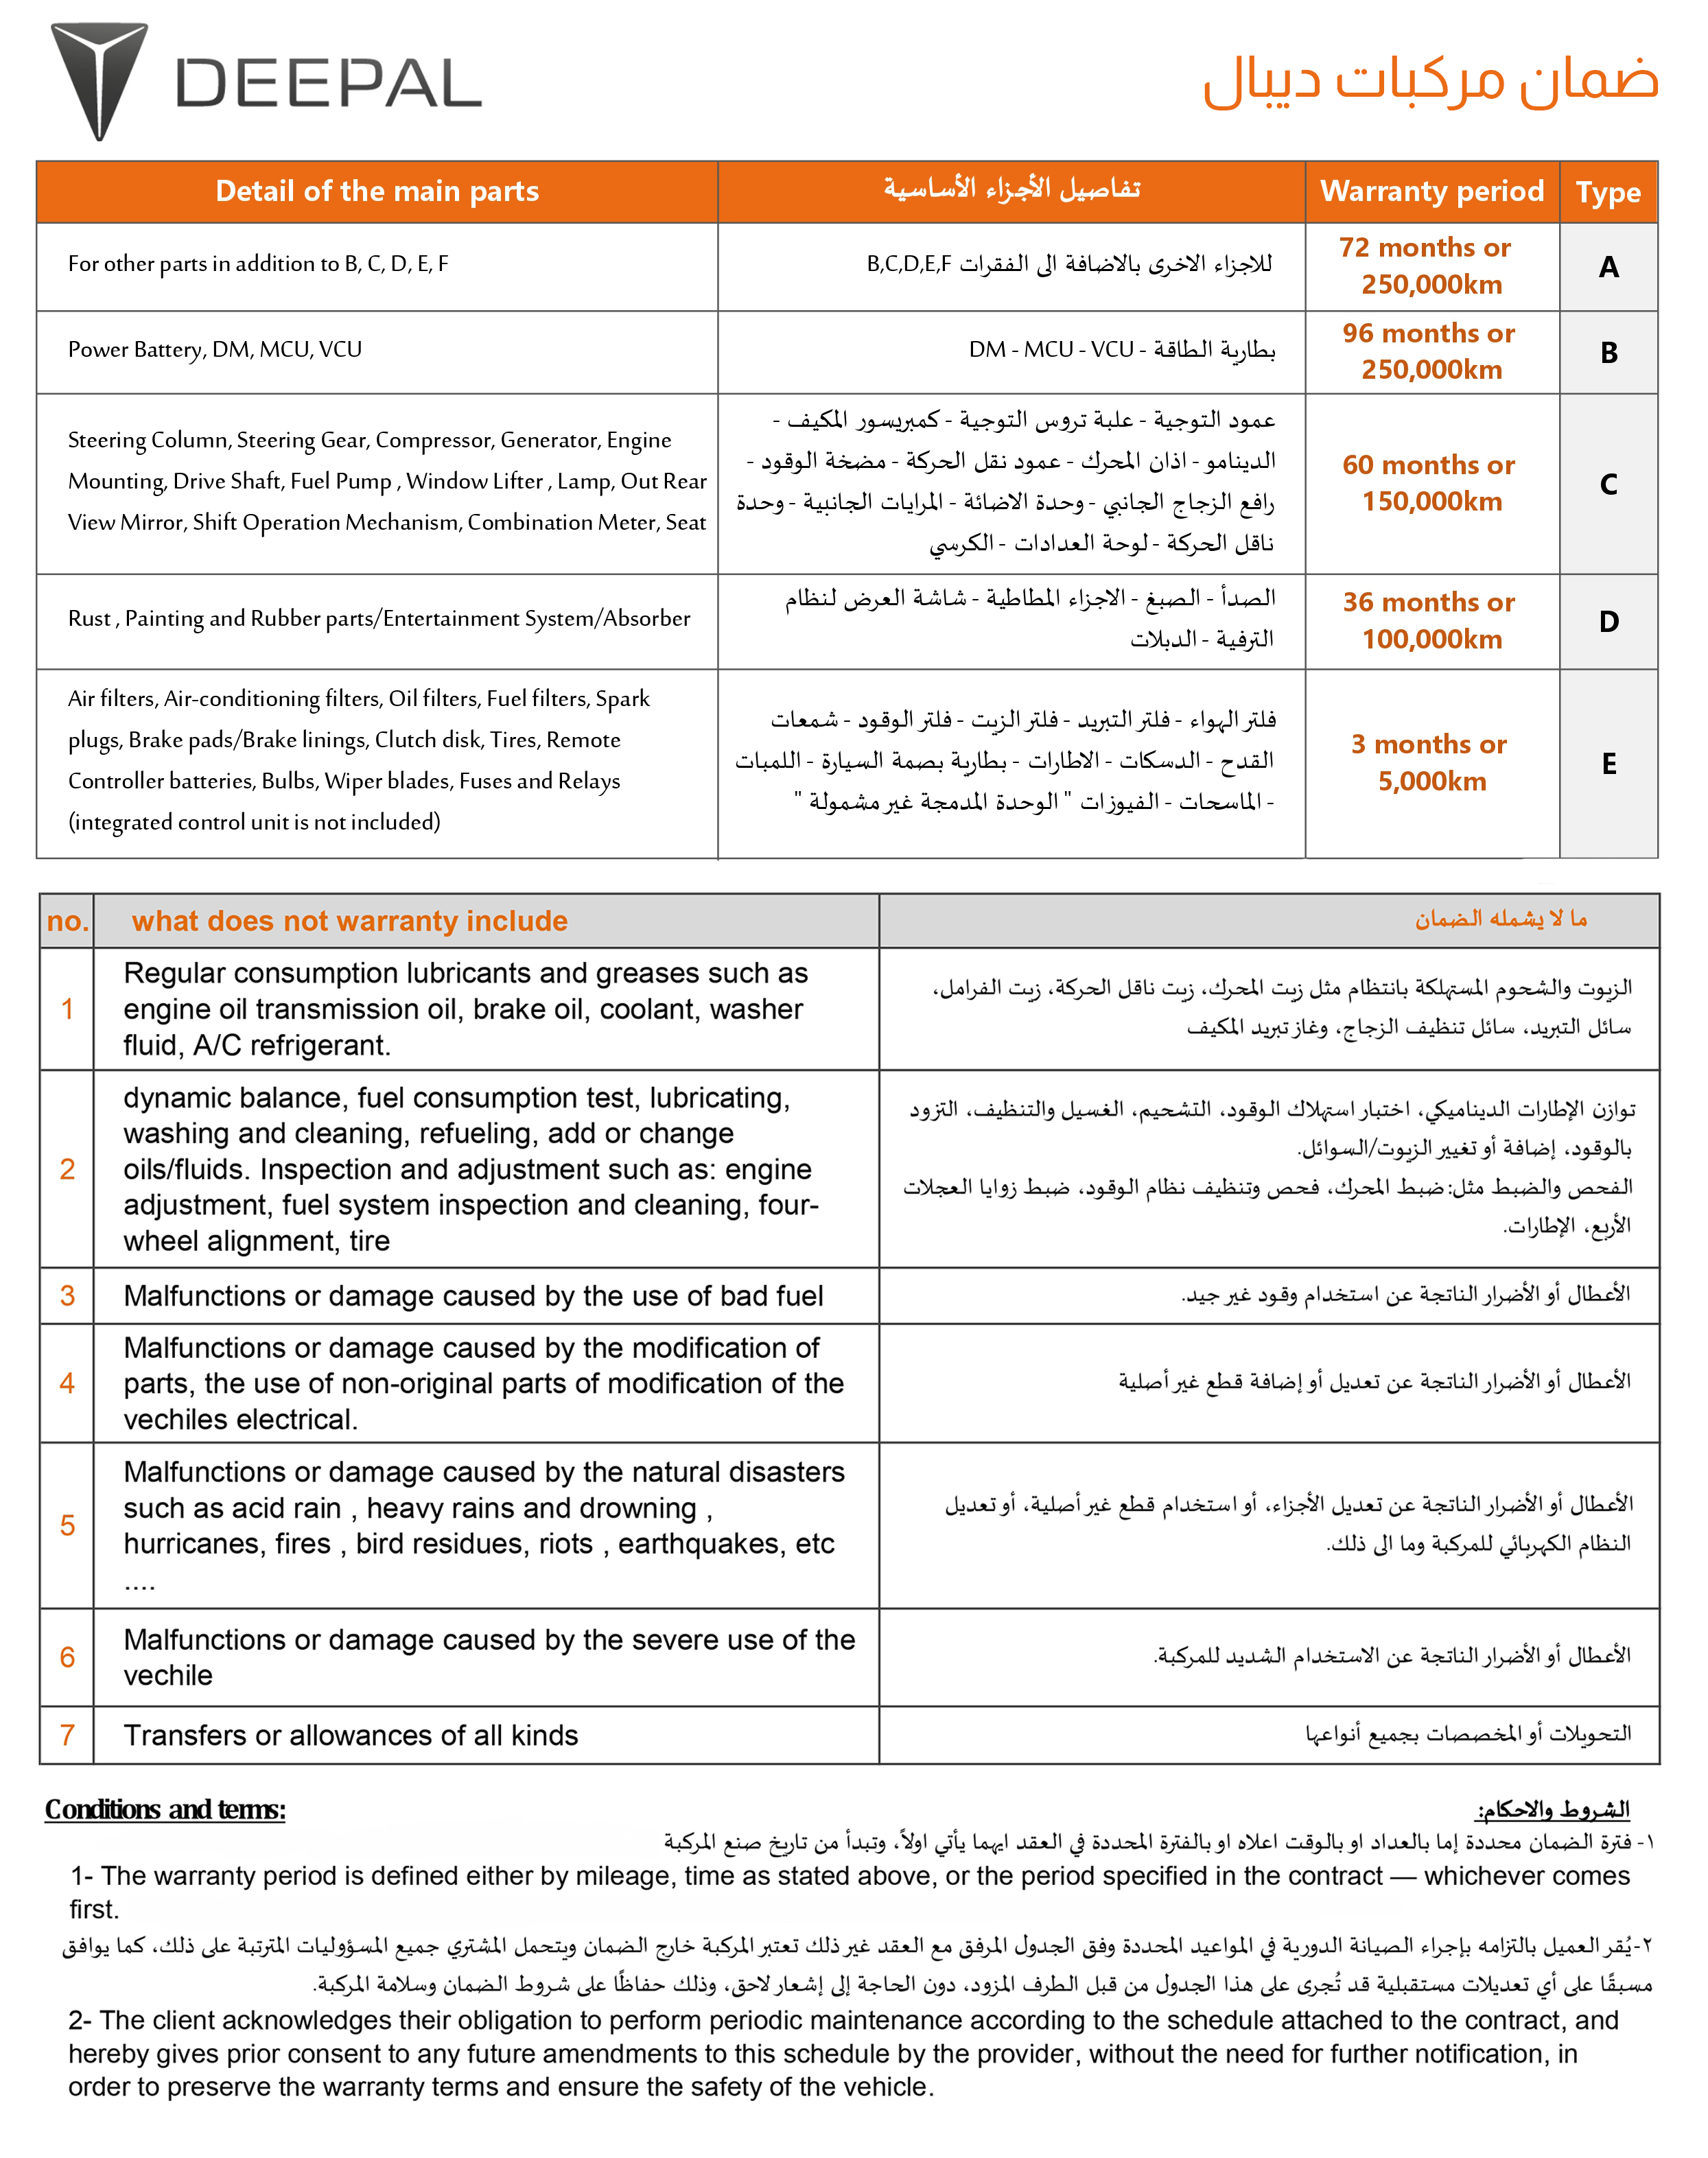 DEEPAL
ضمان مركبات ديبال
Detail of the main parts
تفاصيل الأجزاء الأساسية
Warranty period
Type
For other parts in addition to B, C, D, E, F
للاجزاء الاخرى بالاضافة الى الفقرات B,C,D,E,F
72 months or
250,000km
A
Power Battery, DM, MCU, VCU
بطارية الطاقة - DM - MCU - VCU
96 months or
250,000km
B
Steering Column, Steering Gear, Compressor, Generator, Engine
Mounting, Drive Shaft, Fuel Pump , Window Lifter , Lamp, Out Rear
View Mirror, Shift Operation Mechanism, Combination Meter, Seat
عمود التوجية - علبة تروس التوجية - كمبريسور المكيف -
الدينامو - اذان المحرك - عمود نقل الحركة - مضخة الوقود -
رافع الزجاج الجانبي - وحدة الاضائة - المرايات الجانبية - وحدة
ناقل الحركة - لوحة العدادات - الكرسي
60 months or
150,000km
C
Rust , Painting and Rubber parts/Entertainment System/Absorber
الصدأ - الصبغ - الاجزاء المطاطية - شاشة العرض لنظام
الترفية - الدبلات
36 months or
100,000km
D
Air filters, Air-conditioning filters, Oil filters, Fuel filters, Spark
plugs, Brake pads/Brake linings, Clutch disk, Tires, Remote
Controller batteries, Bulbs, Wiper blades, Fuses and Relays
(integrated control unit is not included)
فلتر الهواء - فلتر التبريد - فلتر الزيت - فلتر الوقود - شمعات
القدح - الدسكات - الاطارات - بطارية بصمة السيارة - اللمبات
- الماسحات - الفيوزات " الوحدة المدمجة غير مشمولة "
3 months or
5,000km
E
no.
what does not warranty include
ما لا يشمله الضمان
1
Regular consumption lubricants and greases such as
engine oil transmission oil, brake oil, coolant, washer
fluid, A/C refrigerant.
الزيوت والشحوم المستهلكة بانتظام مثل زيت المحرك، زيت ناقل الحركة، زيت الفرامل،
سائل التبريد، سائل تنظيف الزجاج، وغاز تبريد المكيف
2
dynamic balance, fuel consumption test, lubricating,
washing and cleaning, refueling, add or change
oils/fluids. Inspection and adjustment such as: engine
adjustment, fuel system inspection and cleaning, four-
wheel alignment, tire
توازن الإطارات الديناميكي، اختبار استهلاك الوقود، التشحيم، الغسيل والتنظيف، التزود
بالوقود، إضافة أو تغيير الزيوت/السوائل.
الفحص والضبط مثل: ضبط المحرك، فحص وتنظيف نظام الوقود، ضبط زوايا العجلات
الأربع، الإطارات.
3
Malfunctions or damage caused by the use of bad fuel
الأعطال أو الأضرار الناتجة عن استخدام وقود غير جيد.
4
Malfunctions or damage caused by the modification of
parts, the use of non-original parts of modification of the
vechiles electrical.
الأعطال أو الأضرار الناتجة عن تعديل أو إضافة قطع غير أصلية
5
Malfunctions or damage caused by the natural disasters
such as acid rain , heavy rains and drowning ,
hurricanes, fires , bird residues, riots , earthquakes, etc
....
الأعطال أو الأضرار الناتجة عن تعديل الأجزاء، أو استخدام قطع غير أصلية، أو تعديل
النظام الكهربائي للمركبة وما الى ذلك.
6
Malfunctions or damage caused by the severe use of the
vechile
الأعطال أو الأضرار الناتجة عن الاستخدام الشديد للمركبة.
7
Transfers or allowances of all kinds
التحويلات أو المخصصات بجميع أنواعها
Conditions and terms:
الشروط والاحكام:
١- فترة الضمان محددة إما بالعداد او بالوقت اعلاه او بالفترة المحددة في العقد ايهما يأتي اولاً، وتبدأ من تاريخ صنع المركبة
1- The warranty period is defined either by mileage, time as stated above, or the period specified in the contract — whichever comes
first.
٢-يُقر العميل بالتزامه بإجراء الصيانة الدورية في المواعيد المحددة وفق الجدول المرفق مع العقد غير ذلك تعتبر المركبة خارج الضمان ويتحمل المشتري جميع المسؤوليات المترتبة على ذلك، كما يوافق
مسبقًا على أي تعديلات مستقبلية قد تُجرى على هذا الجدول من قبل الطرف المزود، دون الحاجة إلى إشعار لاحق، وذلك حفاظًا على شروط الضمان وسلامة المركبة.
2- The client acknowledges their obligation to perform periodic maintenance according to the schedule attached to the contract, and
hereby gives prior consent to any future amendments to this schedule by the provider, without the need for further notification, in
order to preserve the warranty terms and ensure the safety of the vehicle.